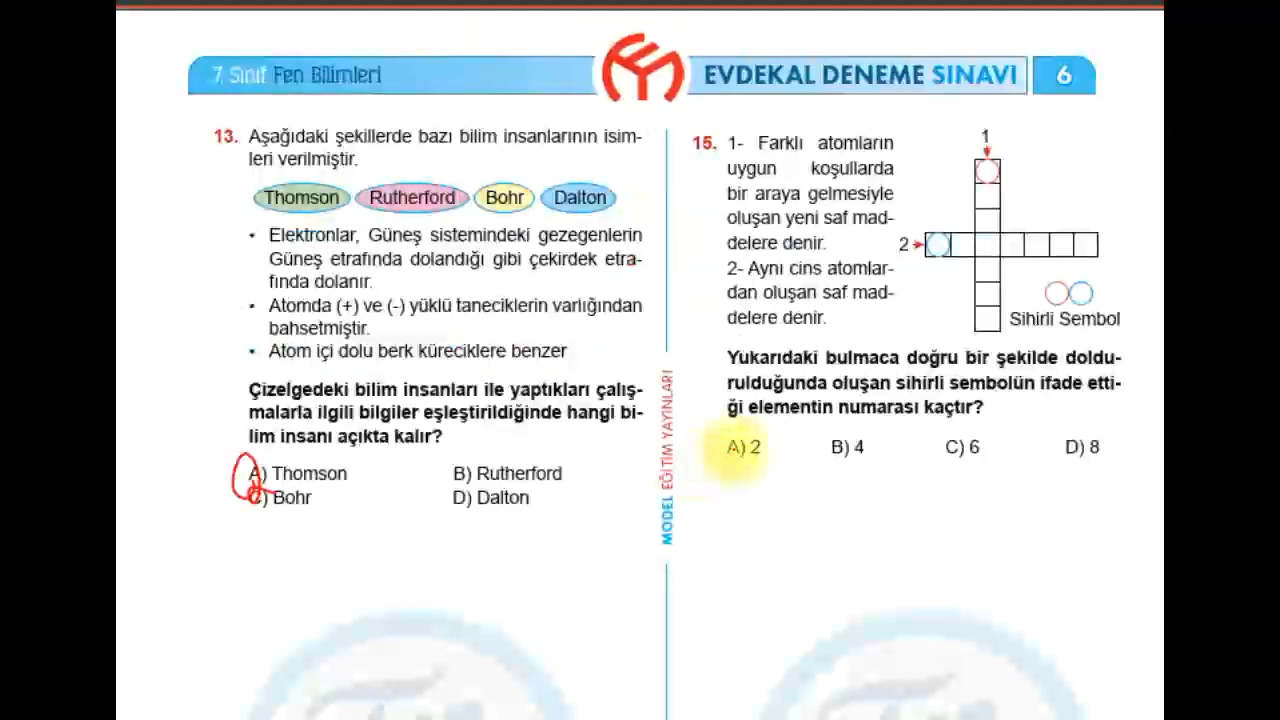 7. Sınıf Fen Bilimleri
EVDEKAL DENEME SINAVI
6
13. Aşağıdaki şekillerde bazı bilim insanlarının isim-
leri verilmiştir.
Thomson Rutherford Bohr Dalton
• Elektronlar, Güneş sistemindeki gezegenlerin
Güneş etrafında dolandığı gibi çekirdek etra-
fında dolanır.
• Atomda (+) ve (-) yüklü taneciklerin varlığından
bahsetmiştir.
• Atom içi dolu berk küreciklere benzer
Çizelgedeki bilim insanları ile yaptıkları çalış-
malarla ilgili bilgiler eşleştirildiğinde hangi bi-
lim insanı açıkta kalır?
A) Thomson B) Rutherford
C) Bohr D) Dalton
MODEL EĞİTİM YAYINLARI
15. 1- Farklı atomların
uygun koşullarda
bir araya gelmesiyle
oluşan yeni saf mad-
delere denir.
2- Aynı cins atomlar-
dan oluşan saf mad-
delere denir.
1
2
Sihirli Sembol
Yukarıdaki bulmaca doğru bir şekilde doldu-
rulduğunda oluşan sihirli sembolün ifade etti-
ği elementin numarası kaçtır?
A) 2 B) 4 C) 6 D) 8